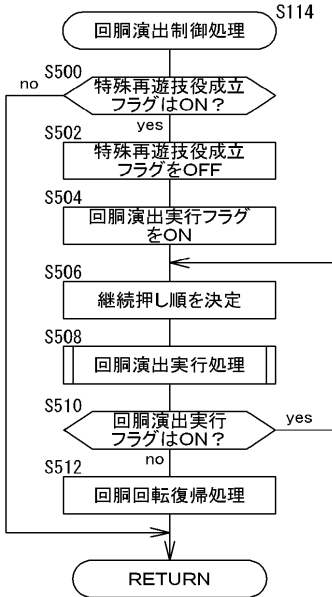 S114
回胴演出制御処理
S500
no
特殊再遊技役成立
フラグはON？
yes
S502
特殊再遊技役成立
フラグをOFF
S504
回胴演出実行フラグ
をON
S506
継続押し順を決定
S508
回胴演出実行処理
S510
回胴演出実行
フラグはON？
yes
no
S512
回胴回転復帰処理
RETURN